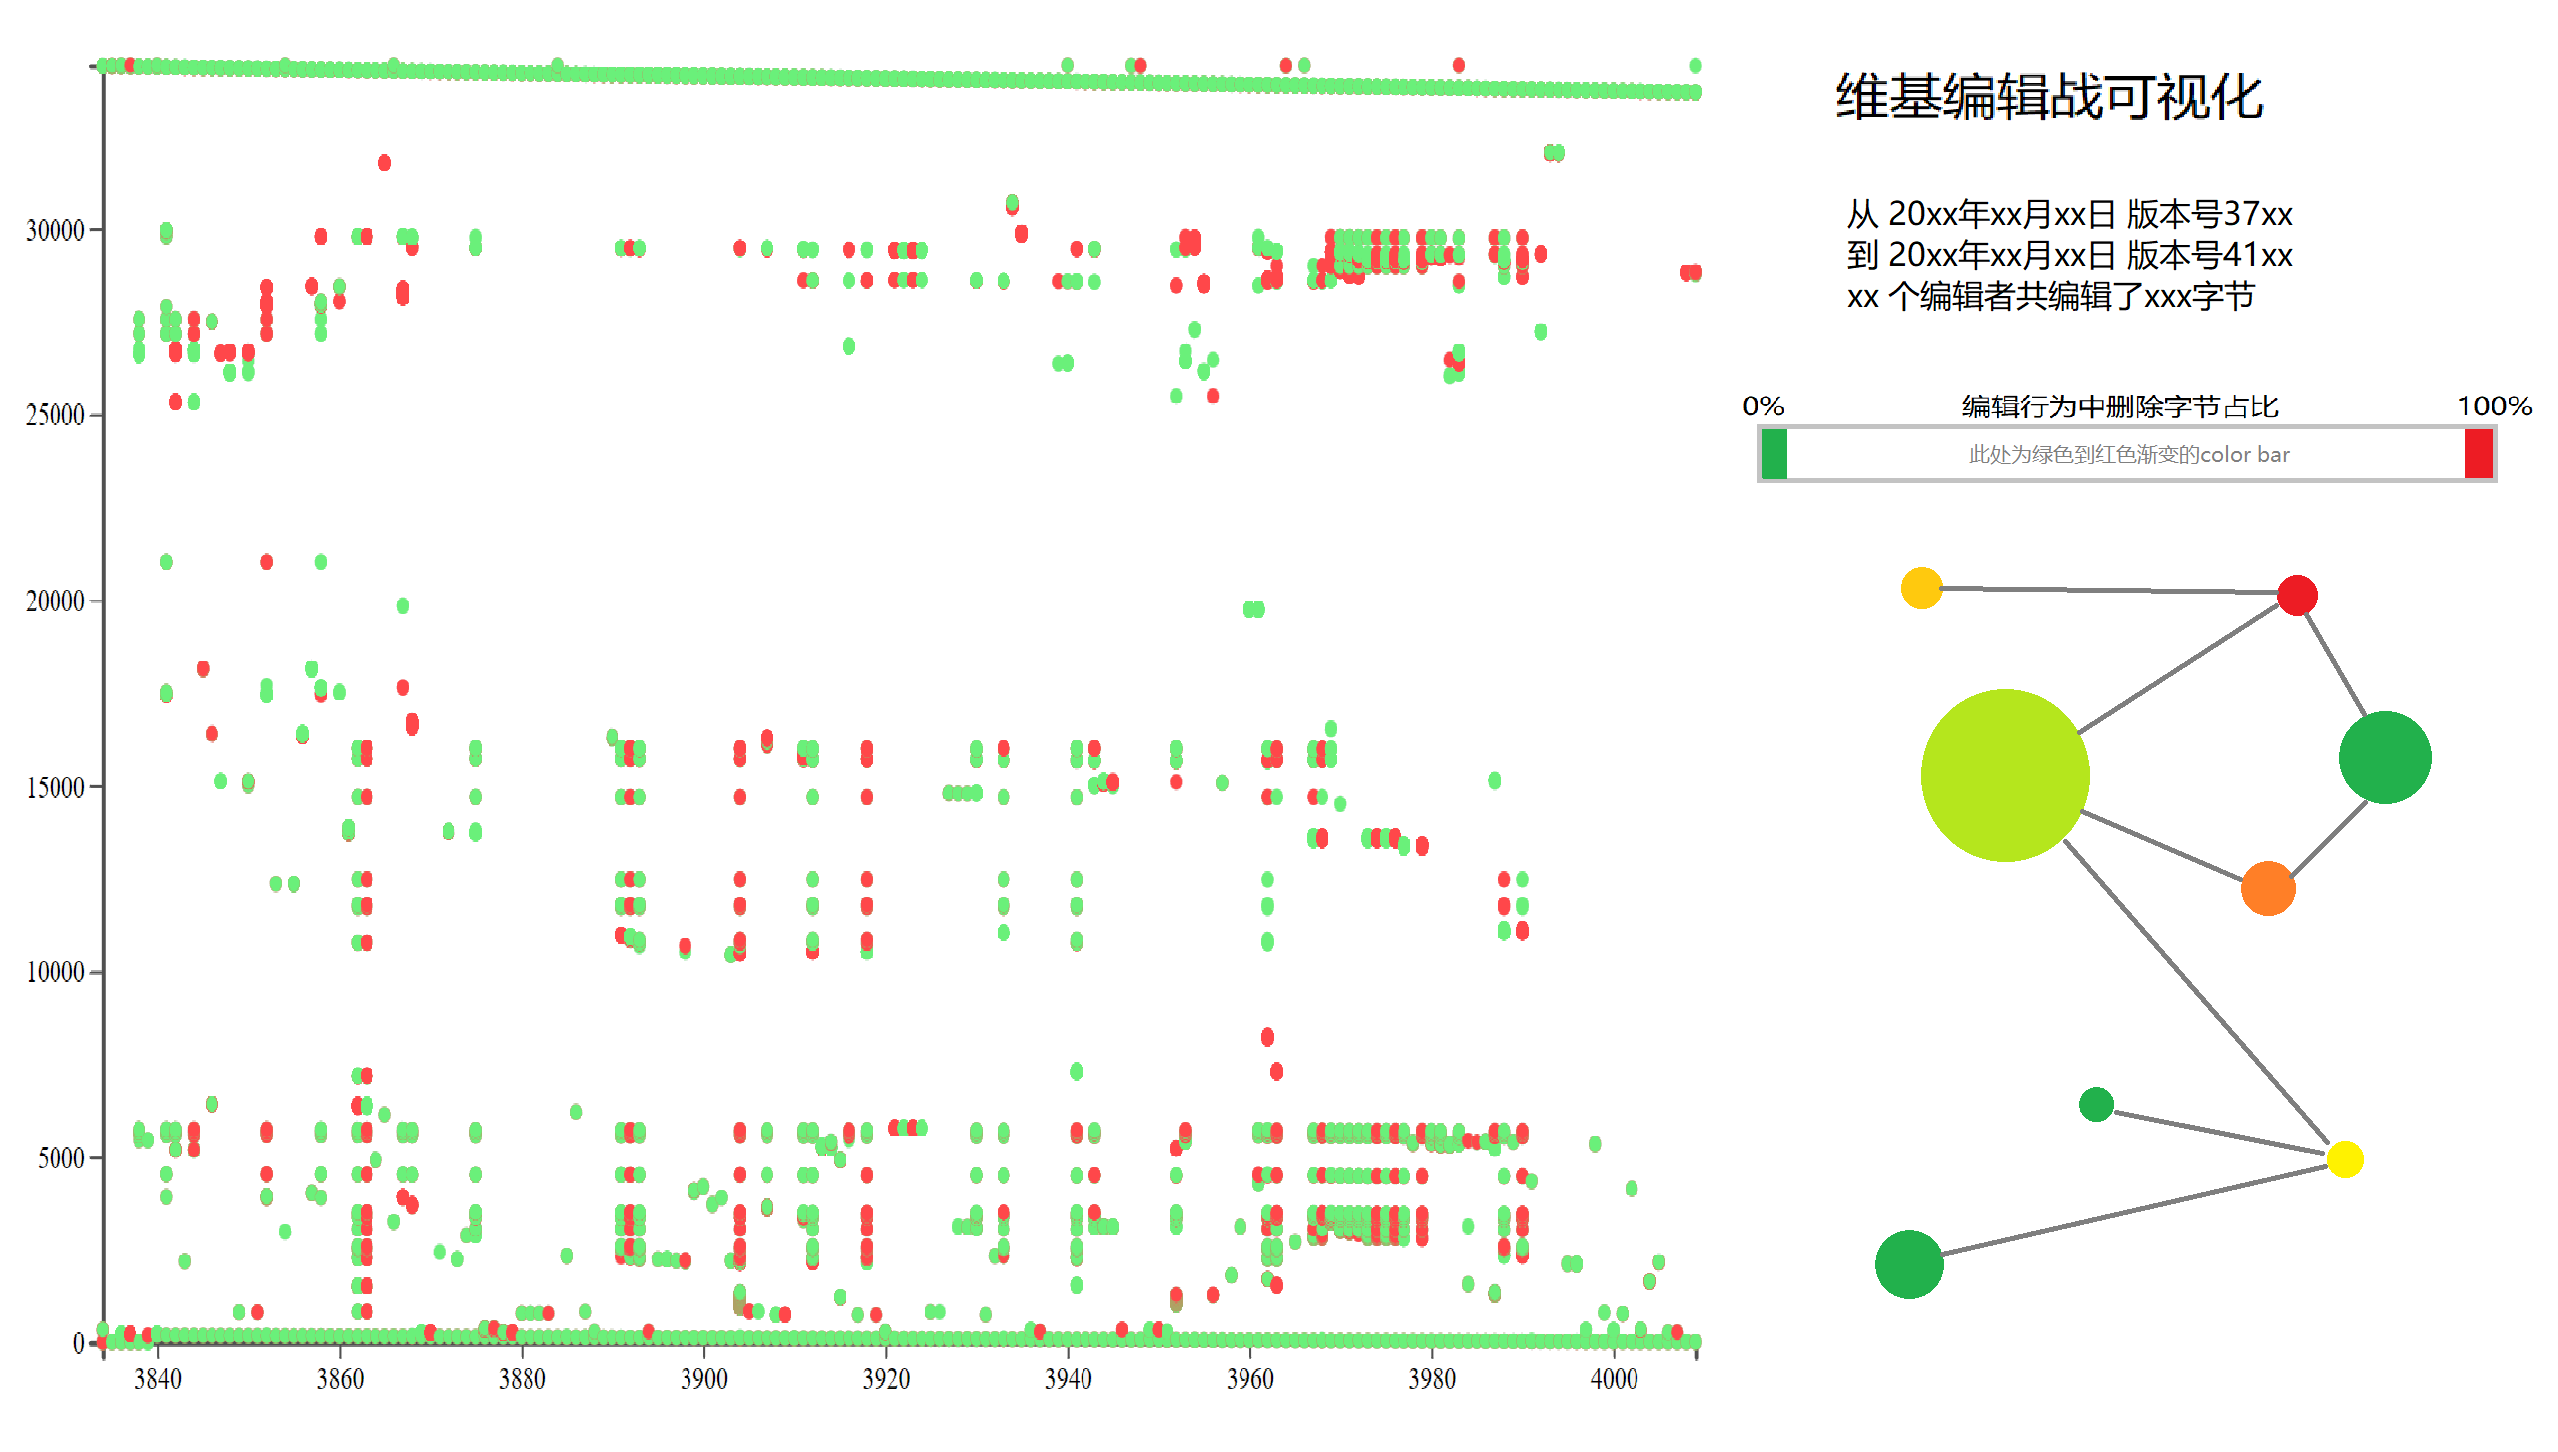 维基编辑战可视化
从 20xx年xx月xx日 版本号37xx
到 20xx年xx月xx日 版本号41xx
xx 个编辑者共编辑了xxx字节
0% 编辑行为中删除字节占比 100%
此处为绿色到红色渐变的color bar
30000
25000
20000
15000
10000
5000
0
3840 3860 3880 3900 3920 3940 3960 3980 4000